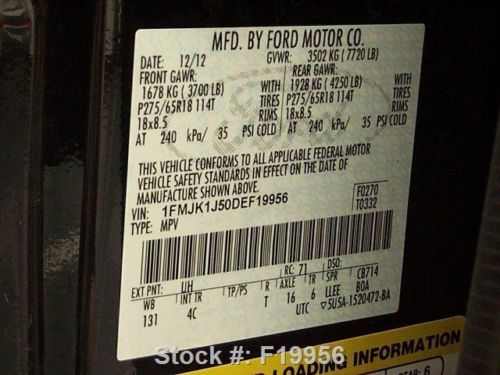 MFD. BY FORD MOTOR CO.
DATE: 12/12 GVWR: 3502 KG (7720 LB)
FRONT GAWR: REAR GAWR:
1678 KG (3700 LB) WITH 1928 KG (4250 LB) WITH
P275/65R18 114T TIRES P275/65R18 114T TIRES
18x8.5 RIMS 18x8.5 RIMS
AT 240 kPa/ 35 PSI COLD AT 240 kPa/ 35 PSI COLD
THIS VEHICLE CONFORMS TO ALL APPLICABLE FEDERAL MOTOR
VEHICLE SAFETY STANDARDS IN EFFECT ON THE DATE OF
MANUFACTURE SHOWN ABOVE.
VIN: 1FMJK1J50DEF19956 F0270
TYPE: MPV T0332
EXT PNT: UH RC: 71 DSO:
WB INT TR TP/PS R AXLE TR SPR CB714
131 4C T 16 6 LLEE BOA
UTC 5U5A-1520472-BA
LOADING INFORMATION
REAR: 6
Stock #: F19956